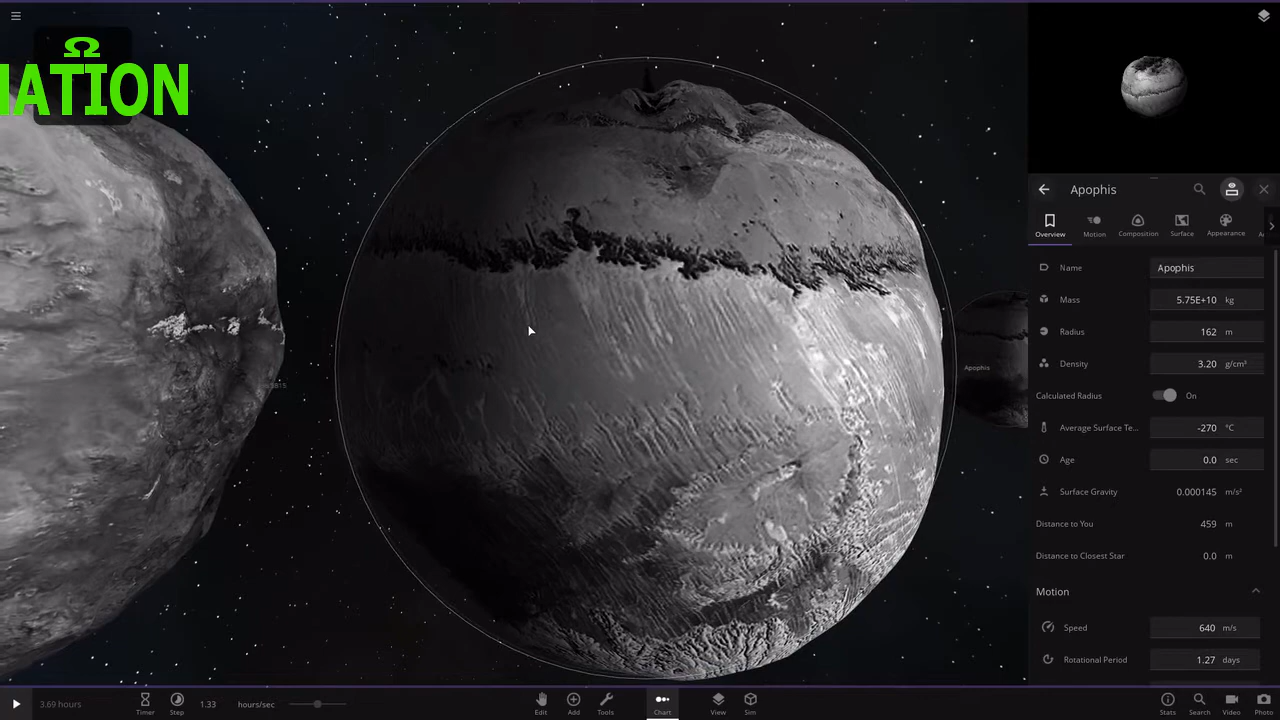 Ω
NATION
Apophis
Overview
Motion
Composition
Surface
Appearance
Name
Apophis
Mass
5.75E+10 kg
Radius
162 m
Density
3.20 g/cm³
Calculated Radius
On
Average Surface Te...
-270 °C
Age
0.0 sec
Surface Gravity
0.000145 m/s²
Distance to You
459 m
Distance to Closest Star
0.0 m
Motion
Speed
640 m/s
Rotational Period
1.27 days
Apophis
3.69 hours
Timer
Step
1.33 hours/sec
Edit
Add
Tools
Chart
View
Sim
Stats
Search
Video
Photo